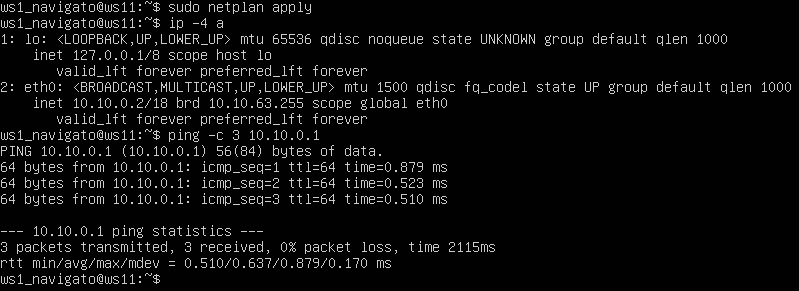 ws1_navigato@ws11:~$ sudo netplan apply
ws1_navigato@ws11:~$ ip -4 a
1: lo: <LOOPBACK,UP,LOWER_UP> mtu 65536 qdisc noqueue state UNKNOWN group default qlen 1000
    inet 127.0.0.1/8 scope host lo
       valid_lft forever preferred_lft forever
2: eth0: <BROADCAST,MULTICAST,UP,LOWER_UP> mtu 1500 qdisc fq_codel state UP group default qlen 1000
    inet 10.10.0.2/18 brd 10.10.63.255 scope global eth0
       valid_lft forever preferred_lft forever
ws1_navigato@ws11:~$ ping -c 3 10.10.0.1
PING 10.10.0.1 (10.10.0.1) 56(84) bytes of data.
64 bytes from 10.10.0.1: icmp_seq=1 ttl=64 time=0.879 ms
64 bytes from 10.10.0.1: icmp_seq=2 ttl=64 time=0.523 ms
64 bytes from 10.10.0.1: icmp_seq=3 ttl=64 time=0.510 ms

--- 10.10.0.1 ping statistics ---
3 packets transmitted, 3 received, 0% packet loss, time 2115ms
rtt min/avg/max/mdev = 0.510/0.637/0.879/0.170 ms
ws1_navigato@ws11:~$